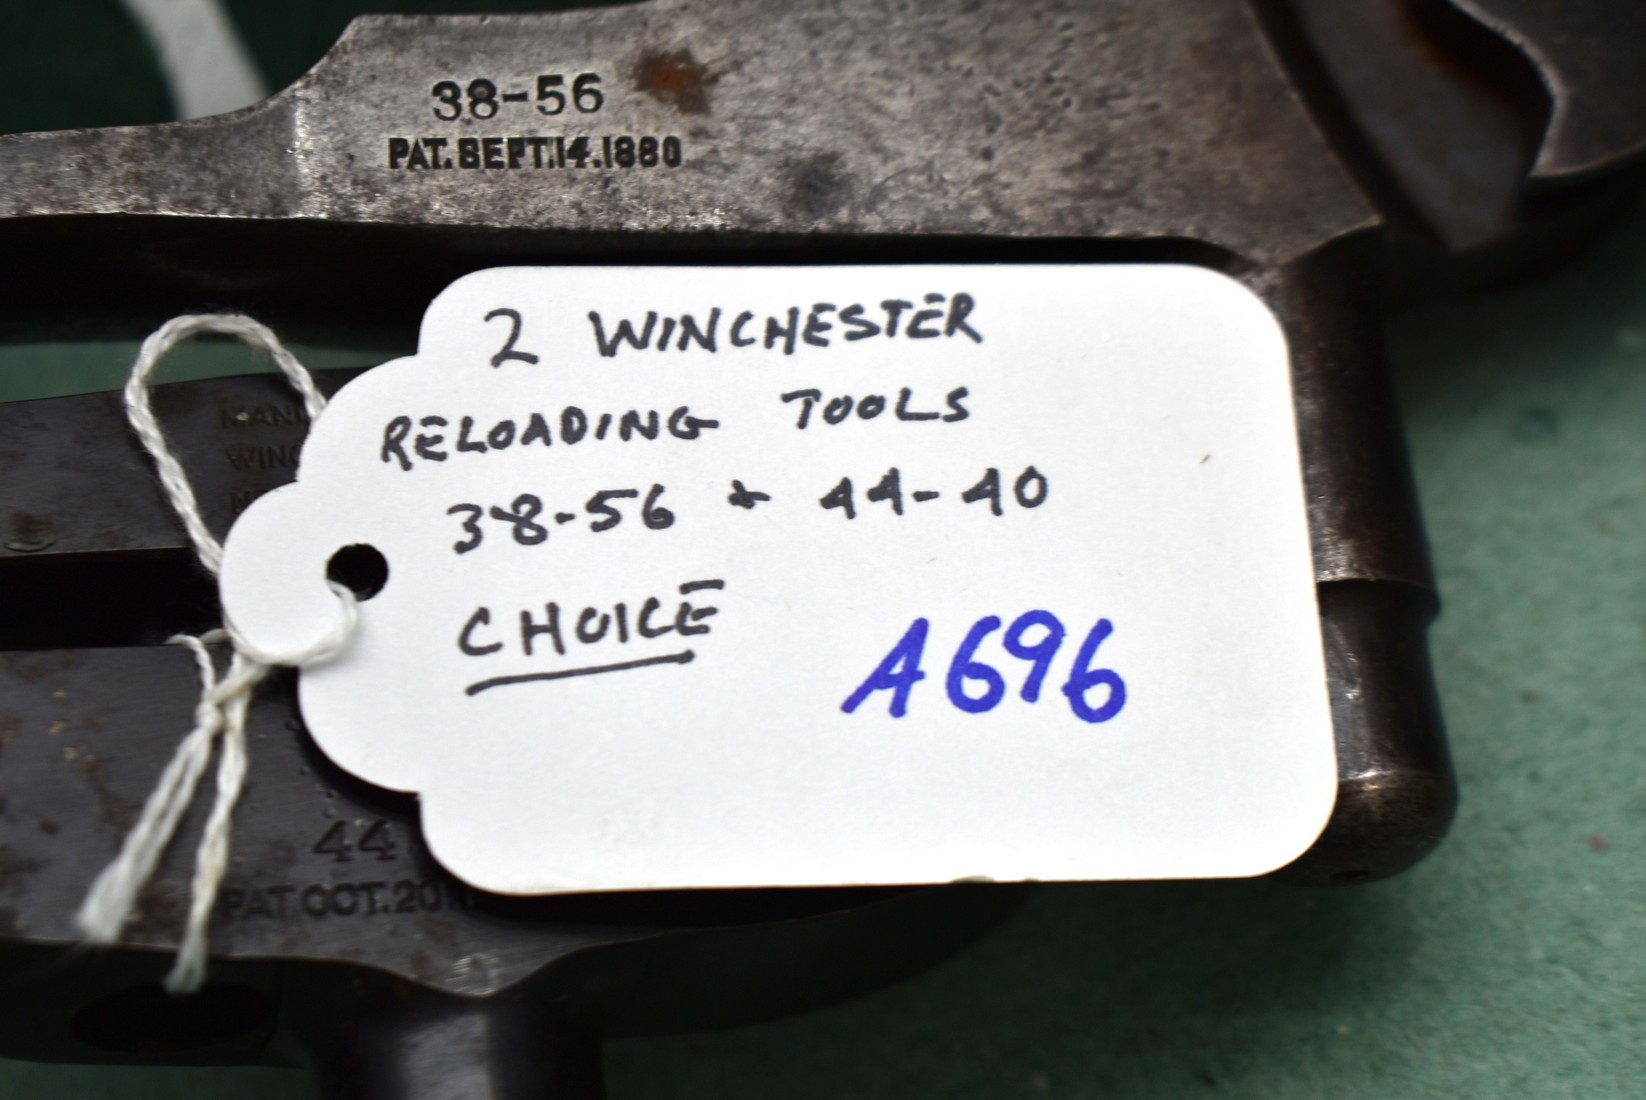 38-56
PAT. SEPT. 14. 1880
2 WINCHESTER
RELOADING TOOLS
38-56 + 44-40
CHOICE
A696
44
PAT. OCT. 20